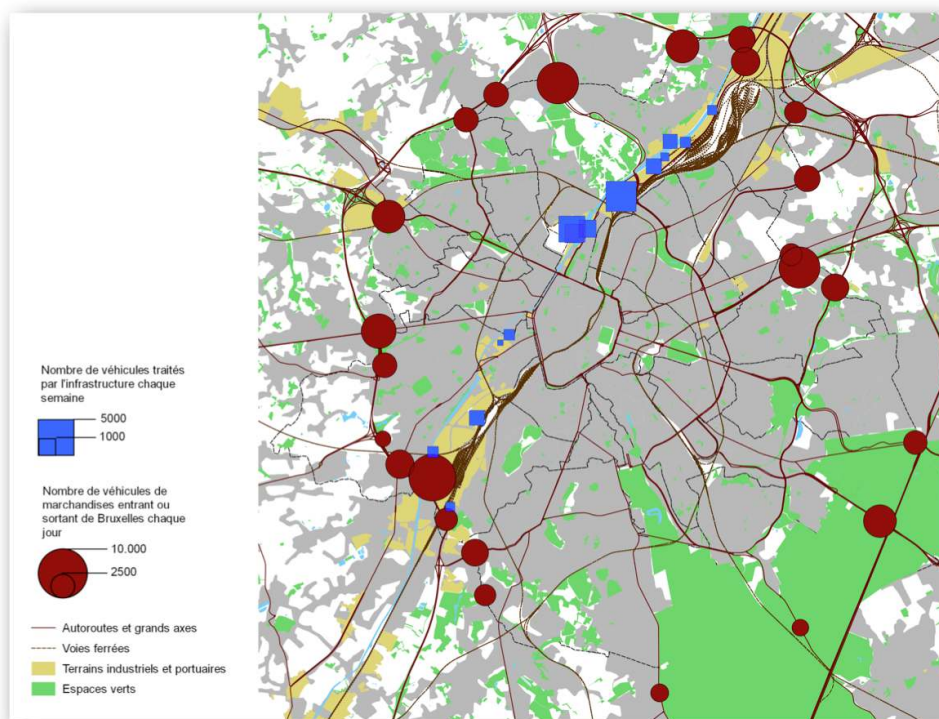 Nombre de véhicules traités
par l'infrastructure chaque
semaine
5000
1000
Nombre de véhicules de
marchandises entrant ou
sortant de Bruxelles chaque
jour
10.000
2500
Autoroutes et grands axes
Voies ferrées
Terrains industriels et portuaires
Espaces verts